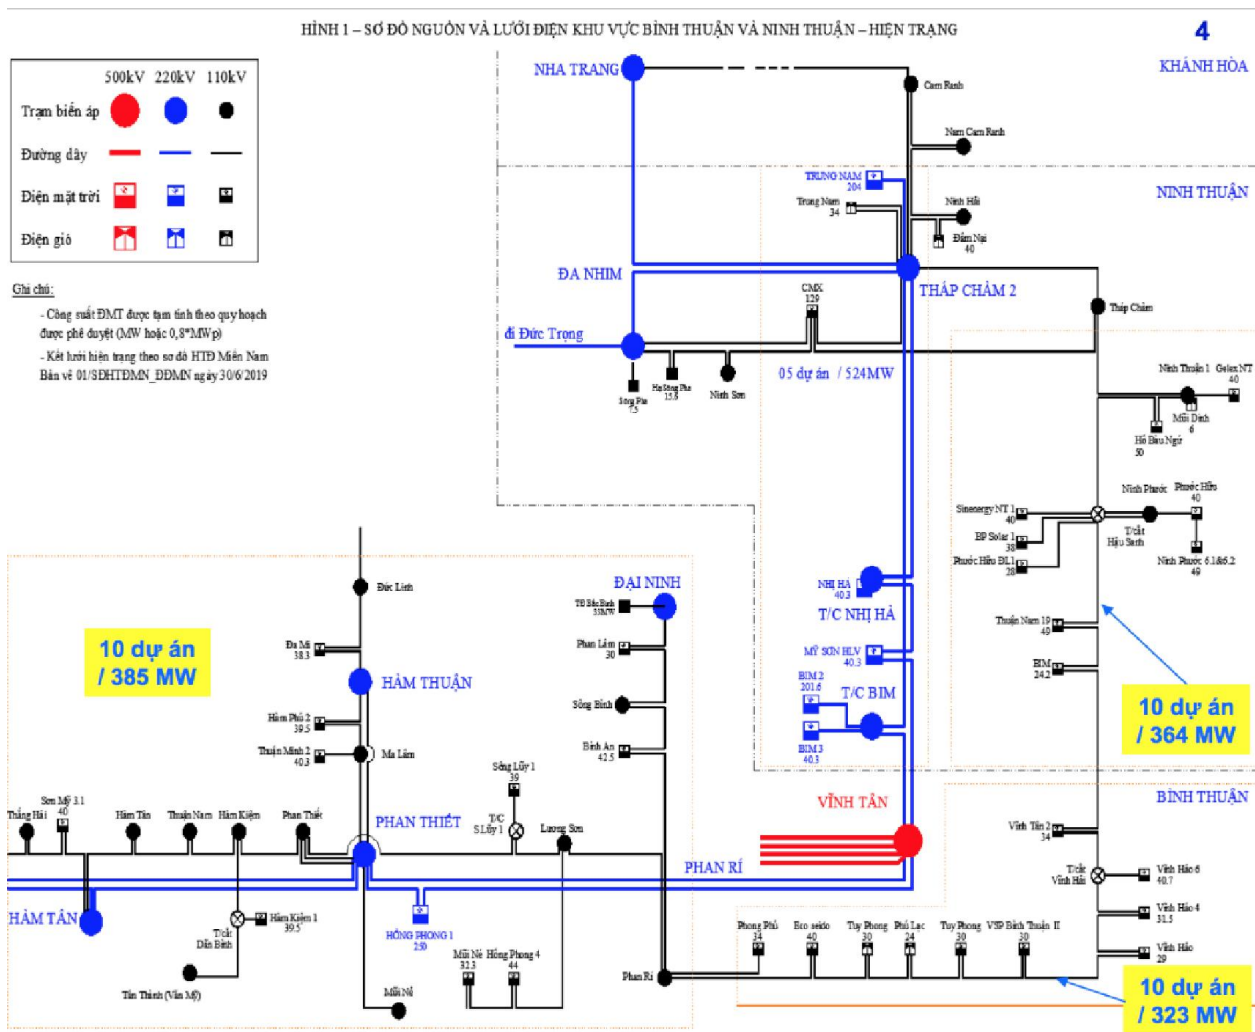 HÌNH 1 – SƠ ĐỒ NGUỒN VÀ LƯỚI ĐIỆN KHU VỰC BÌNH THUẬN VÀ NINH THUẬN – HIỆN TRẠNG
4
500kV 220kV 110kV
Trạm biến áp
Đường dây
Điện mặt trời
Điện gió
Ghi chú:
- Công suất ĐMT được tạm tính theo quy hoạch
được phê duyệt (MW hoặc 0,8*MWp)
- Kết lưới hiện trạng theo sơ đồ HTĐ Miền Nam
Bản vẽ 01/SĐHTĐMN_ĐĐMN ngày 30/6/2019
KHÁNH HÒA
NHA TRANG
Cam Ranh
Nam Cam Ranh
NINH THUẬN
TRUNG NAM
204
Trung Nam
34
Ninh Hải
Đầm Nại
40
ĐA NHIM
THÁP CHÀM 2
CMX
129
Tháp Chàm
đi Đức Trọng
Sông Pha
7.5
Hạ Sông Pha
Ninh Sơn
05 dự án / 524MW
Ninh Thuận 1
Gelex NT
40
Mũi Dinh
6
Hồ Bàu Ngứ
50
Ninh Phước
Phước Hữu
40
Sinenergy NT 1
40
BP Solar 1
38
Phước Hữu ĐL1
28
T/cắt
Hậu Sanh
Ninh Phước 6.1&6.2
49
NHỊ HÀ
40.3
T/C NHỊ HÀ
Thuận Nam 19
49
MỸ SƠN HLV
40.3
BIM
24.2
BIM 2
201.6
T/C BIM
BIM 3
40.3
10 dự án
/ 364 MW
Đức Linh
ĐẠI NINH
TĐ Bắc Bình
33MW
10 dự án
/ 385 MW
Đa Mi
38.3
Phan Lâm
30
HÀM THUẬN
Sông Bình
Hàm Phú 2
39.5
Thuận Minh 2
40.3
Ma Lâm
Bình An
42.5
Sông Lũy 1
39
VĨNH TÂN
BÌNH THUẬN
Thắng Hải
Sơn Mỹ 3.1
40
Hàm Tân
Thuận Nam
Hàm Kiệm
Phan Thiết
PHAN THIẾT
T/C
S.Lũy 1
Lương Sơn
Vĩnh Tân 2
34
PHAN RÍ
T/cắt
Vĩnh Hải
Vĩnh Hảo 6
40.7
HÀM TÂN
T/cắt
Dân Bình
Hàm Kiệm 1
39.5
HỒNG PHONG 1
250
Vĩnh Hảo 4
31.5
Phong Phú
34
Eco seido
40
Tuy Phong
30
Phú Lạc
24
Tuy Phong
30
VSP Bình Thuận II
30
Vĩnh Hảo
29
Mũi Né
32.3
Hồng Phong 4
44
Tân Thành (Văn Mỹ)
Mũi Né
Phan Rí
10 dự án
/ 323 MW